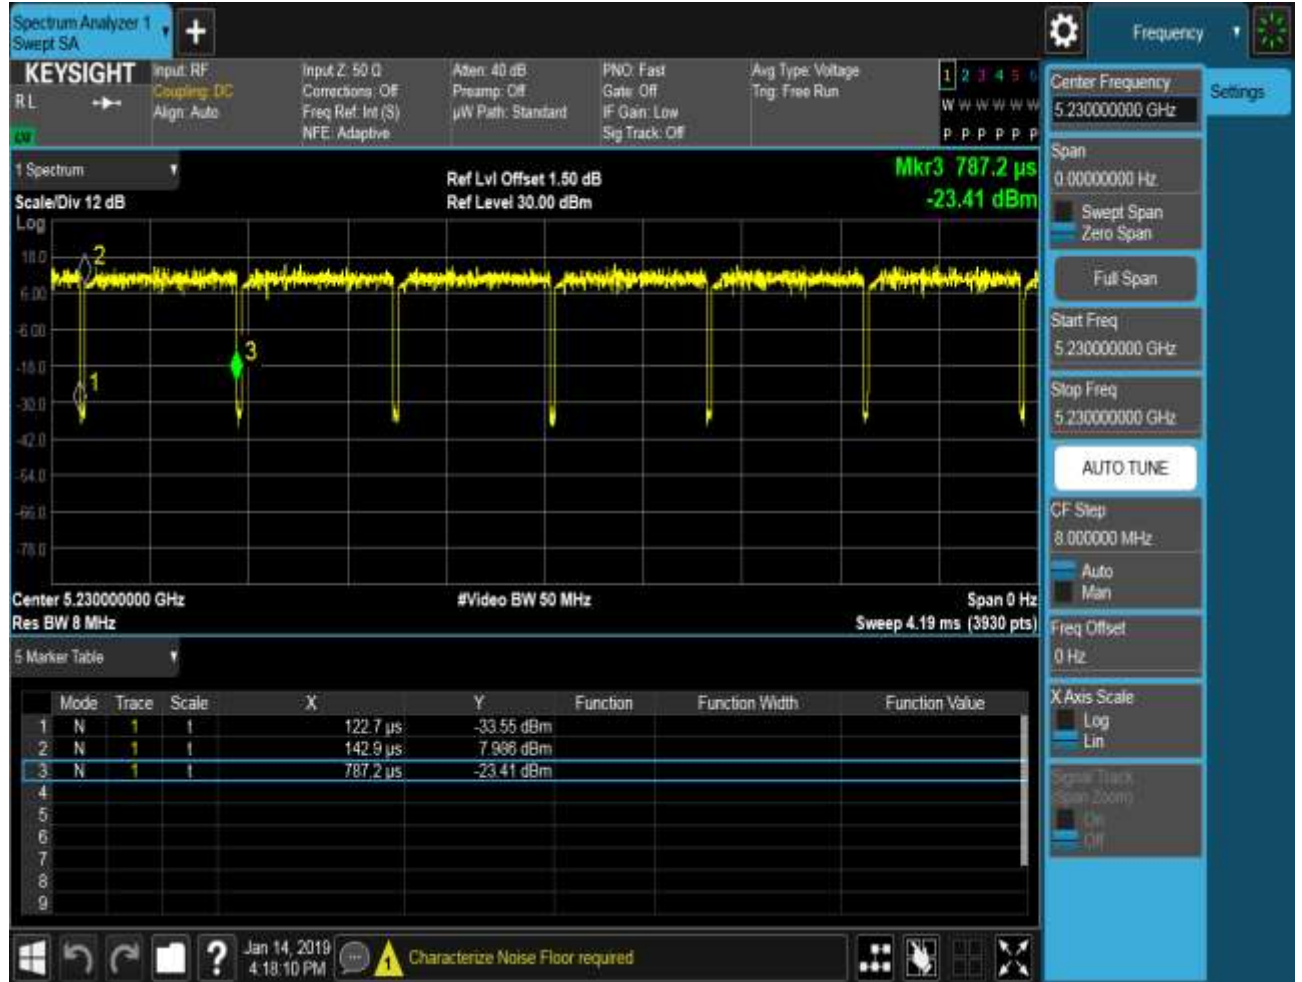 Spectrum Analyzer 1
Swept SA
+
Frequency
KEYSIGHT
RL
Input: RF
Coupling: DC
Align: Auto
Input Z: 50 Ω
Corrections: Off
Freq Ref: Int (S)
NFE: Adaptive
Atten: 40 dB
Preamp: Off
µW Path: Standard
PNO: Fast
Gate: Off
IF Gain: Low
Sig Track: Off
Avg Type: Voltage
Trig: Free Run
1 2 3 4 5 6
W W W W W W
P P P P P P
1 Spectrum
Scale/Div 12 dB
Ref Lvl Offset 1.50 dB
Ref Level 30.00 dBm
Mkr3 787.2 µs
-23.41 dBm
Log
18.0
6.00
-6.00
-18.0
-30.0
-42.0
-54.0
-66.0
-78.0
2
3
1
Center 5.230000000 GHz
Res BW 8 MHz
#Video BW 50 MHz
Span 0 Hz
Sweep 4.19 ms (3930 pts)
5 Marker Table
Mode Trace Scale X Y Function Function Width Function Value
1 N 1 t 122.7 µs -33.55 dBm
2 N 1 t 142.9 µs 7.986 dBm
3 N 1 t 787.2 µs -23.41 dBm
4
5
6
7
8
9
Center Frequency
5.230000000 GHz
Settings
Span
0.00000000 Hz
Swept Span
Zero Span
Full Span
Start Freq
5.230000000 GHz
Stop Freq
5.230000000 GHz
AUTO TUNE
CF Step
8.000000 MHz
Auto
Man
Freq Offset
0 Hz
X Axis Scale
Log
Lin
Signal Track
(Span Zoom)
On
Off
?
Jan 14, 2019
4:18:10 PM
1
Characterize Noise Floor required